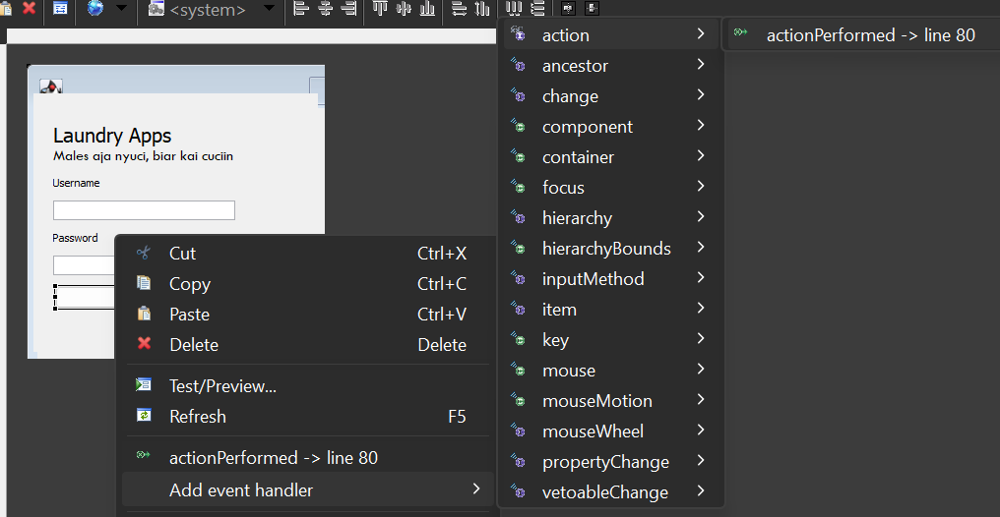 <system>
Laundry Apps
Males aja nyuci, biar kai cuciin
Username
Password
Cut Ctrl+X
Copy Ctrl+C
Paste Ctrl+V
Delete Delete
Test/Preview...
Refresh F5
actionPerformed -> line 80
Add event handler
action
ancestor
change
component
container
focus
hierarchy
hierarchyBounds
inputMethod
item
key
mouse
mouseMotion
mouseWheel
propertyChange
vetoableChange
actionPerformed -> line 80